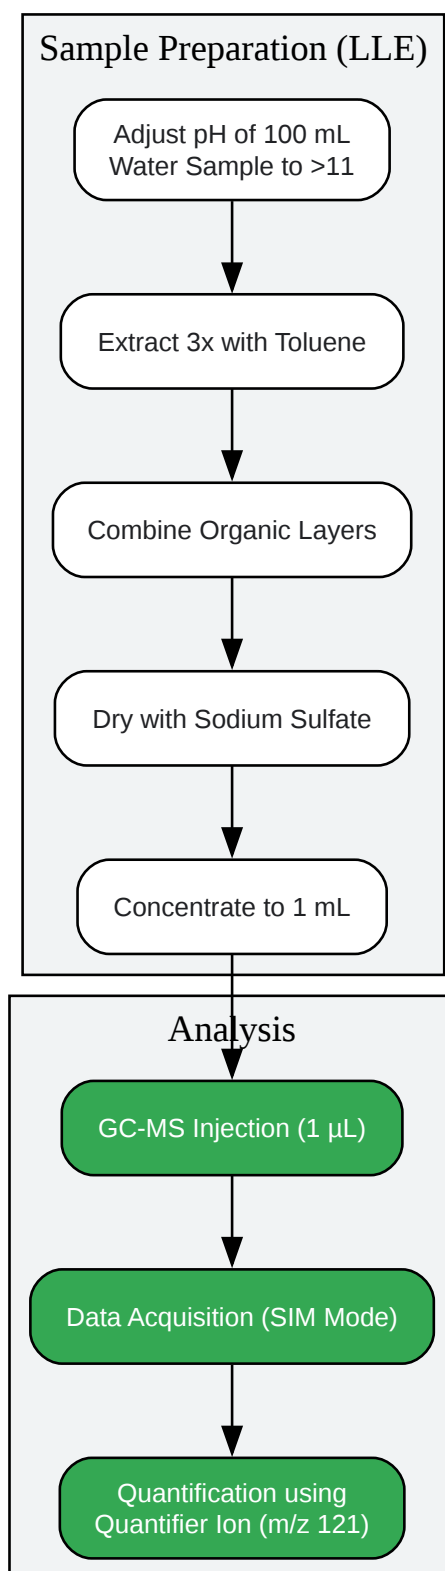 Sample Preparation (LLE)
Adjust pH of 100 mL
Water Sample to >11
Extract 3x with Toluene
Combine Organic Layers
Dry with Sodium Sulfate
Concentrate to 1 mL
Analysis
GC-MS Injection (1 µL)
Data Acquisition (SIM Mode)
Quantification using
Quantifier Ion (m/z 121)